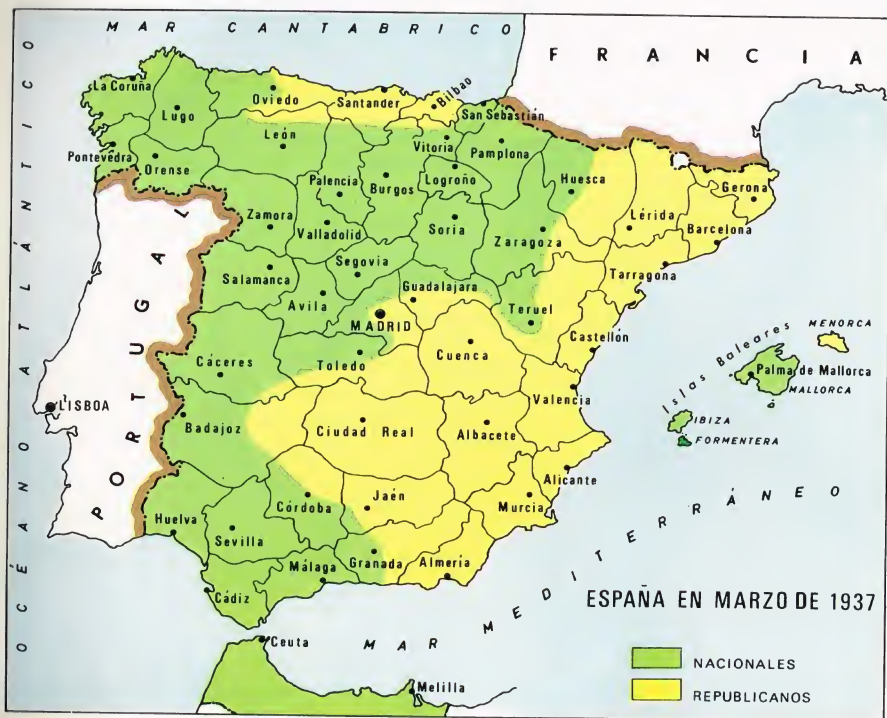 MAR CANTABRICO
FRANCIA
OCÉANO ATLÁNTICO
La Coruña
Lugo
Oviedo
Santander
Bilbao
San Sebastián
Pontevedra
Orense
León
Vitoria
Pamplona
Palencia
Burgos
Logroño
Huesca
Gerona
Lérida
Barcelona
Zamora
Valladolid
Soria
Zaragoza
Tarragona
Segovia
Salamanca
Avila
Guadalajara
MADRID
Teruel
Castellón
Cáceres
Toledo
Cuenca
Valencia
Islas Baleares
MENORCA
Palma de Mallorca
MALLORCA
IBIZA
FORMENTERA
PORTUGAL
LISBOA
Badajoz
Ciudad Real
Albacete
Alicante
Murcia
Córdoba
Jaén
Huelva
Sevilla
Granada
Almería
Málaga
Cádiz
MAR MEDITERRÁNEO
Ceuta
Melilla
ESPAÑA EN MARZO DE 1937
NACIONALES
REPUBLICANOS